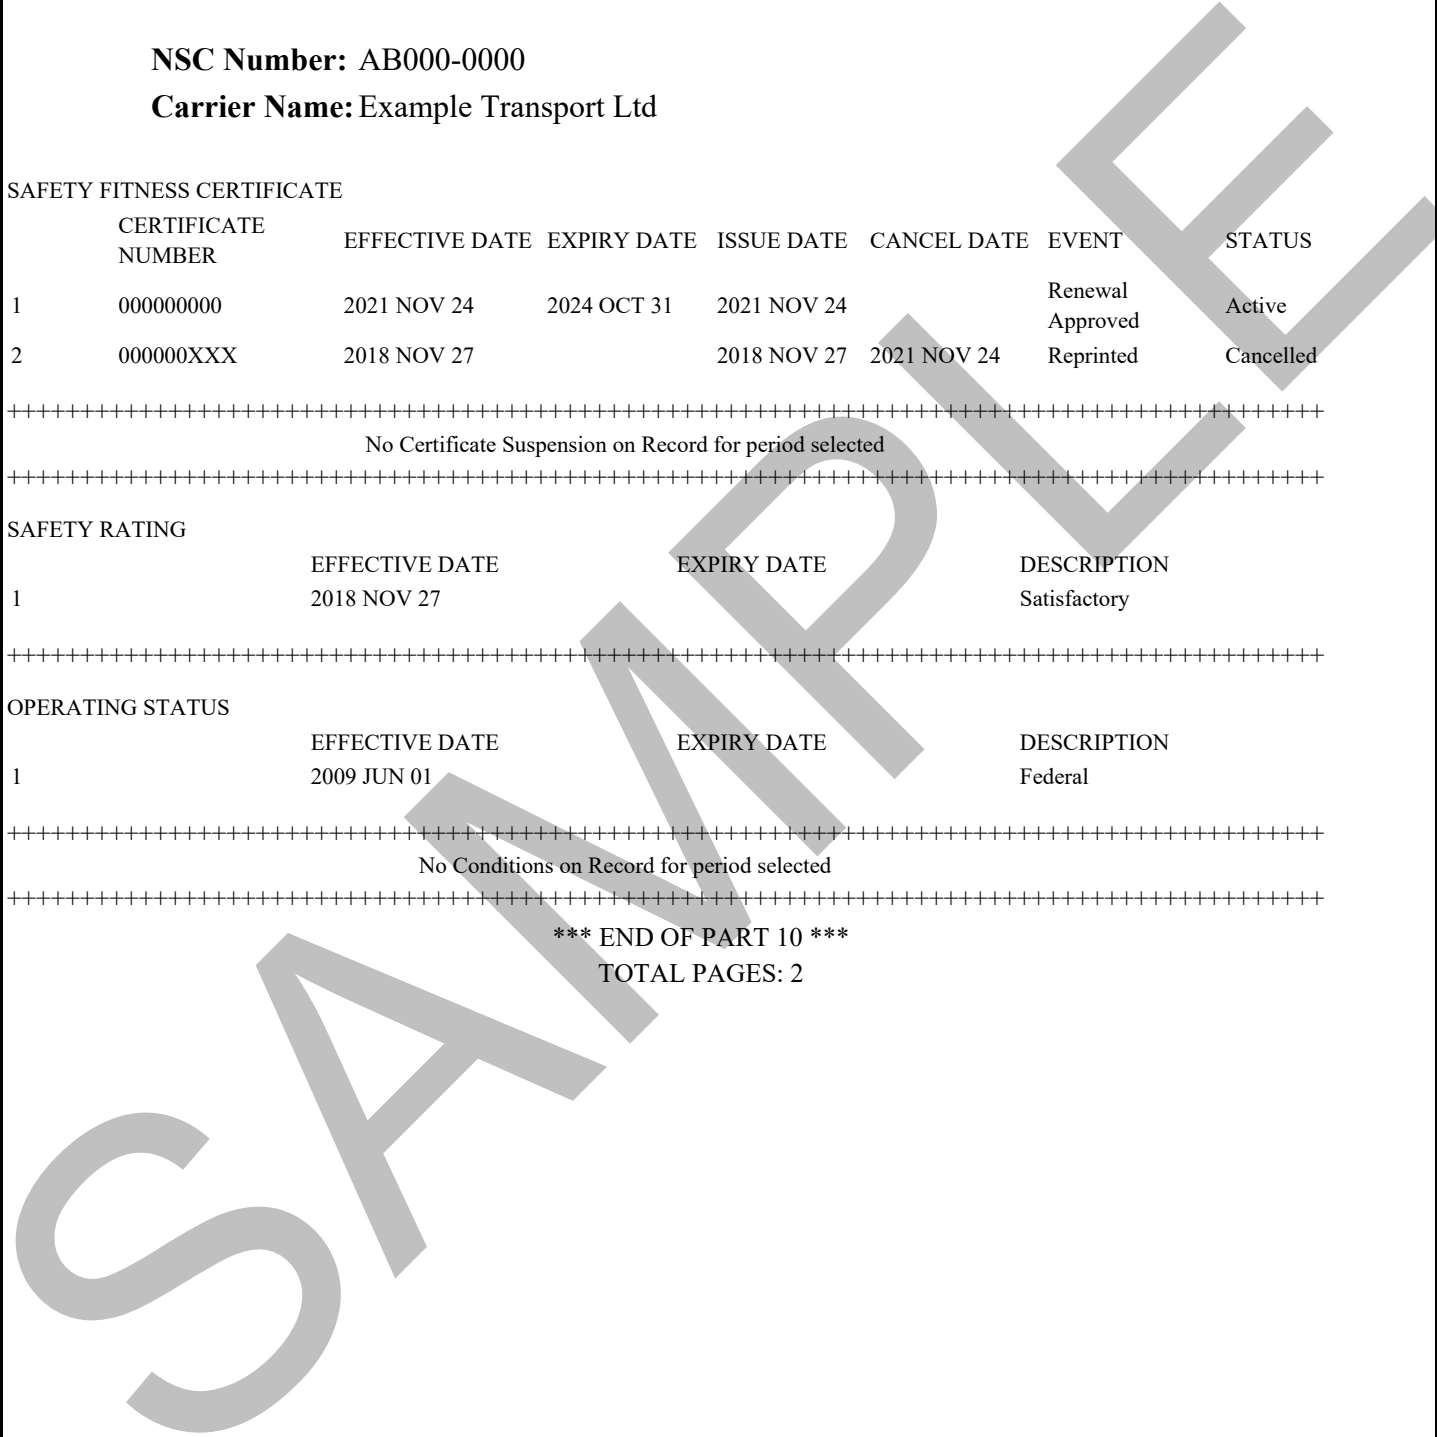 NSC Number: AB000-0000
Carrier Name: Example Transport Ltd
SAFETY FITNESS CERTIFICATE
CERTIFICATE NUMBER EFFECTIVE DATE EXPIRY DATE ISSUE DATE CANCEL DATE EVENT STATUS
1 000000000 2021 NOV 24 2024 OCT 31 2021 NOV 24 Renewal Approved Active
2 000000XXX 2018 NOV 27 2018 NOV 27 2021 NOV 24 Reprinted Cancelled
No Certificate Suspension on Record for period selected
SAFETY RATING
EFFECTIVE DATE EXPIRY DATE DESCRIPTION
1 2018 NOV 27 Satisfactory
OPERATING STATUS
EFFECTIVE DATE EXPIRY DATE DESCRIPTION
1 2009 JUN 01 Federal
No Conditions on Record for period selected
*** END OF PART 10 ***
TOTAL PAGES: 2
SAMPLE